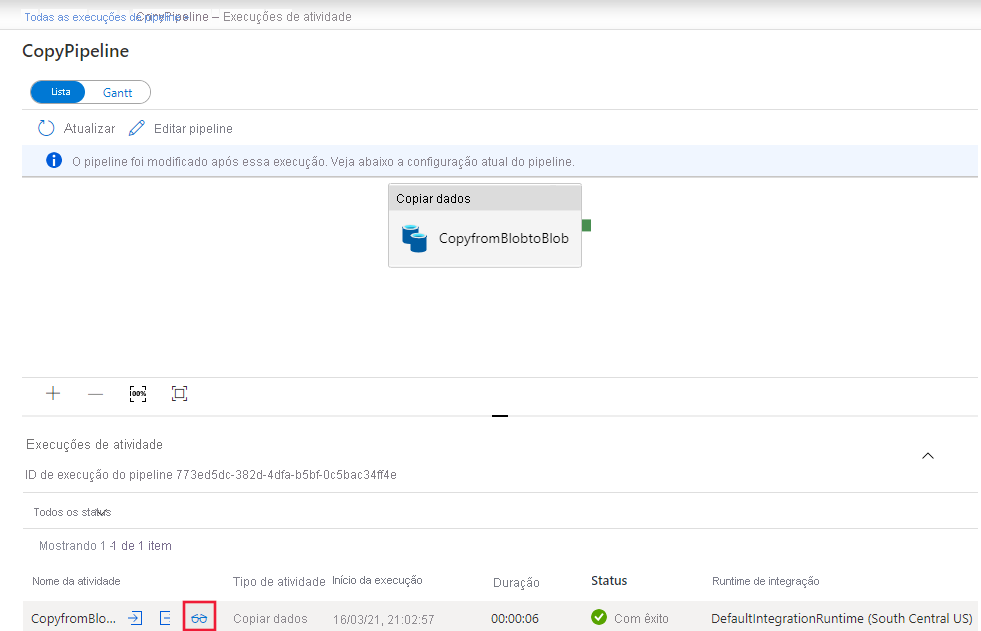 Todas as execuções de pipeline CopyPipeline – Execuções de atividade
CopyPipeline
Lista Gantt
Atualizar Editar pipeline
O pipeline foi modificado após essa execução. Veja abaixo a configuração atual do pipeline.
Copiar dados
CopyfromBlobtoBlob
100%
Execuções de atividade
ID de execução do pipeline 773ed5dc-382d-4dfa-b5bf-0c5bac34ff4e
Todos os status
Mostrando 1 -1 de 1 item
Nome da atividade Tipo de atividade Início da execução Duração Status Runtime de integração
CopyfromBlo... Copiar dados 16/03/21, 21:02:57 00:00:06 Com êxito DefaultIntegrationRuntime (South Central US)